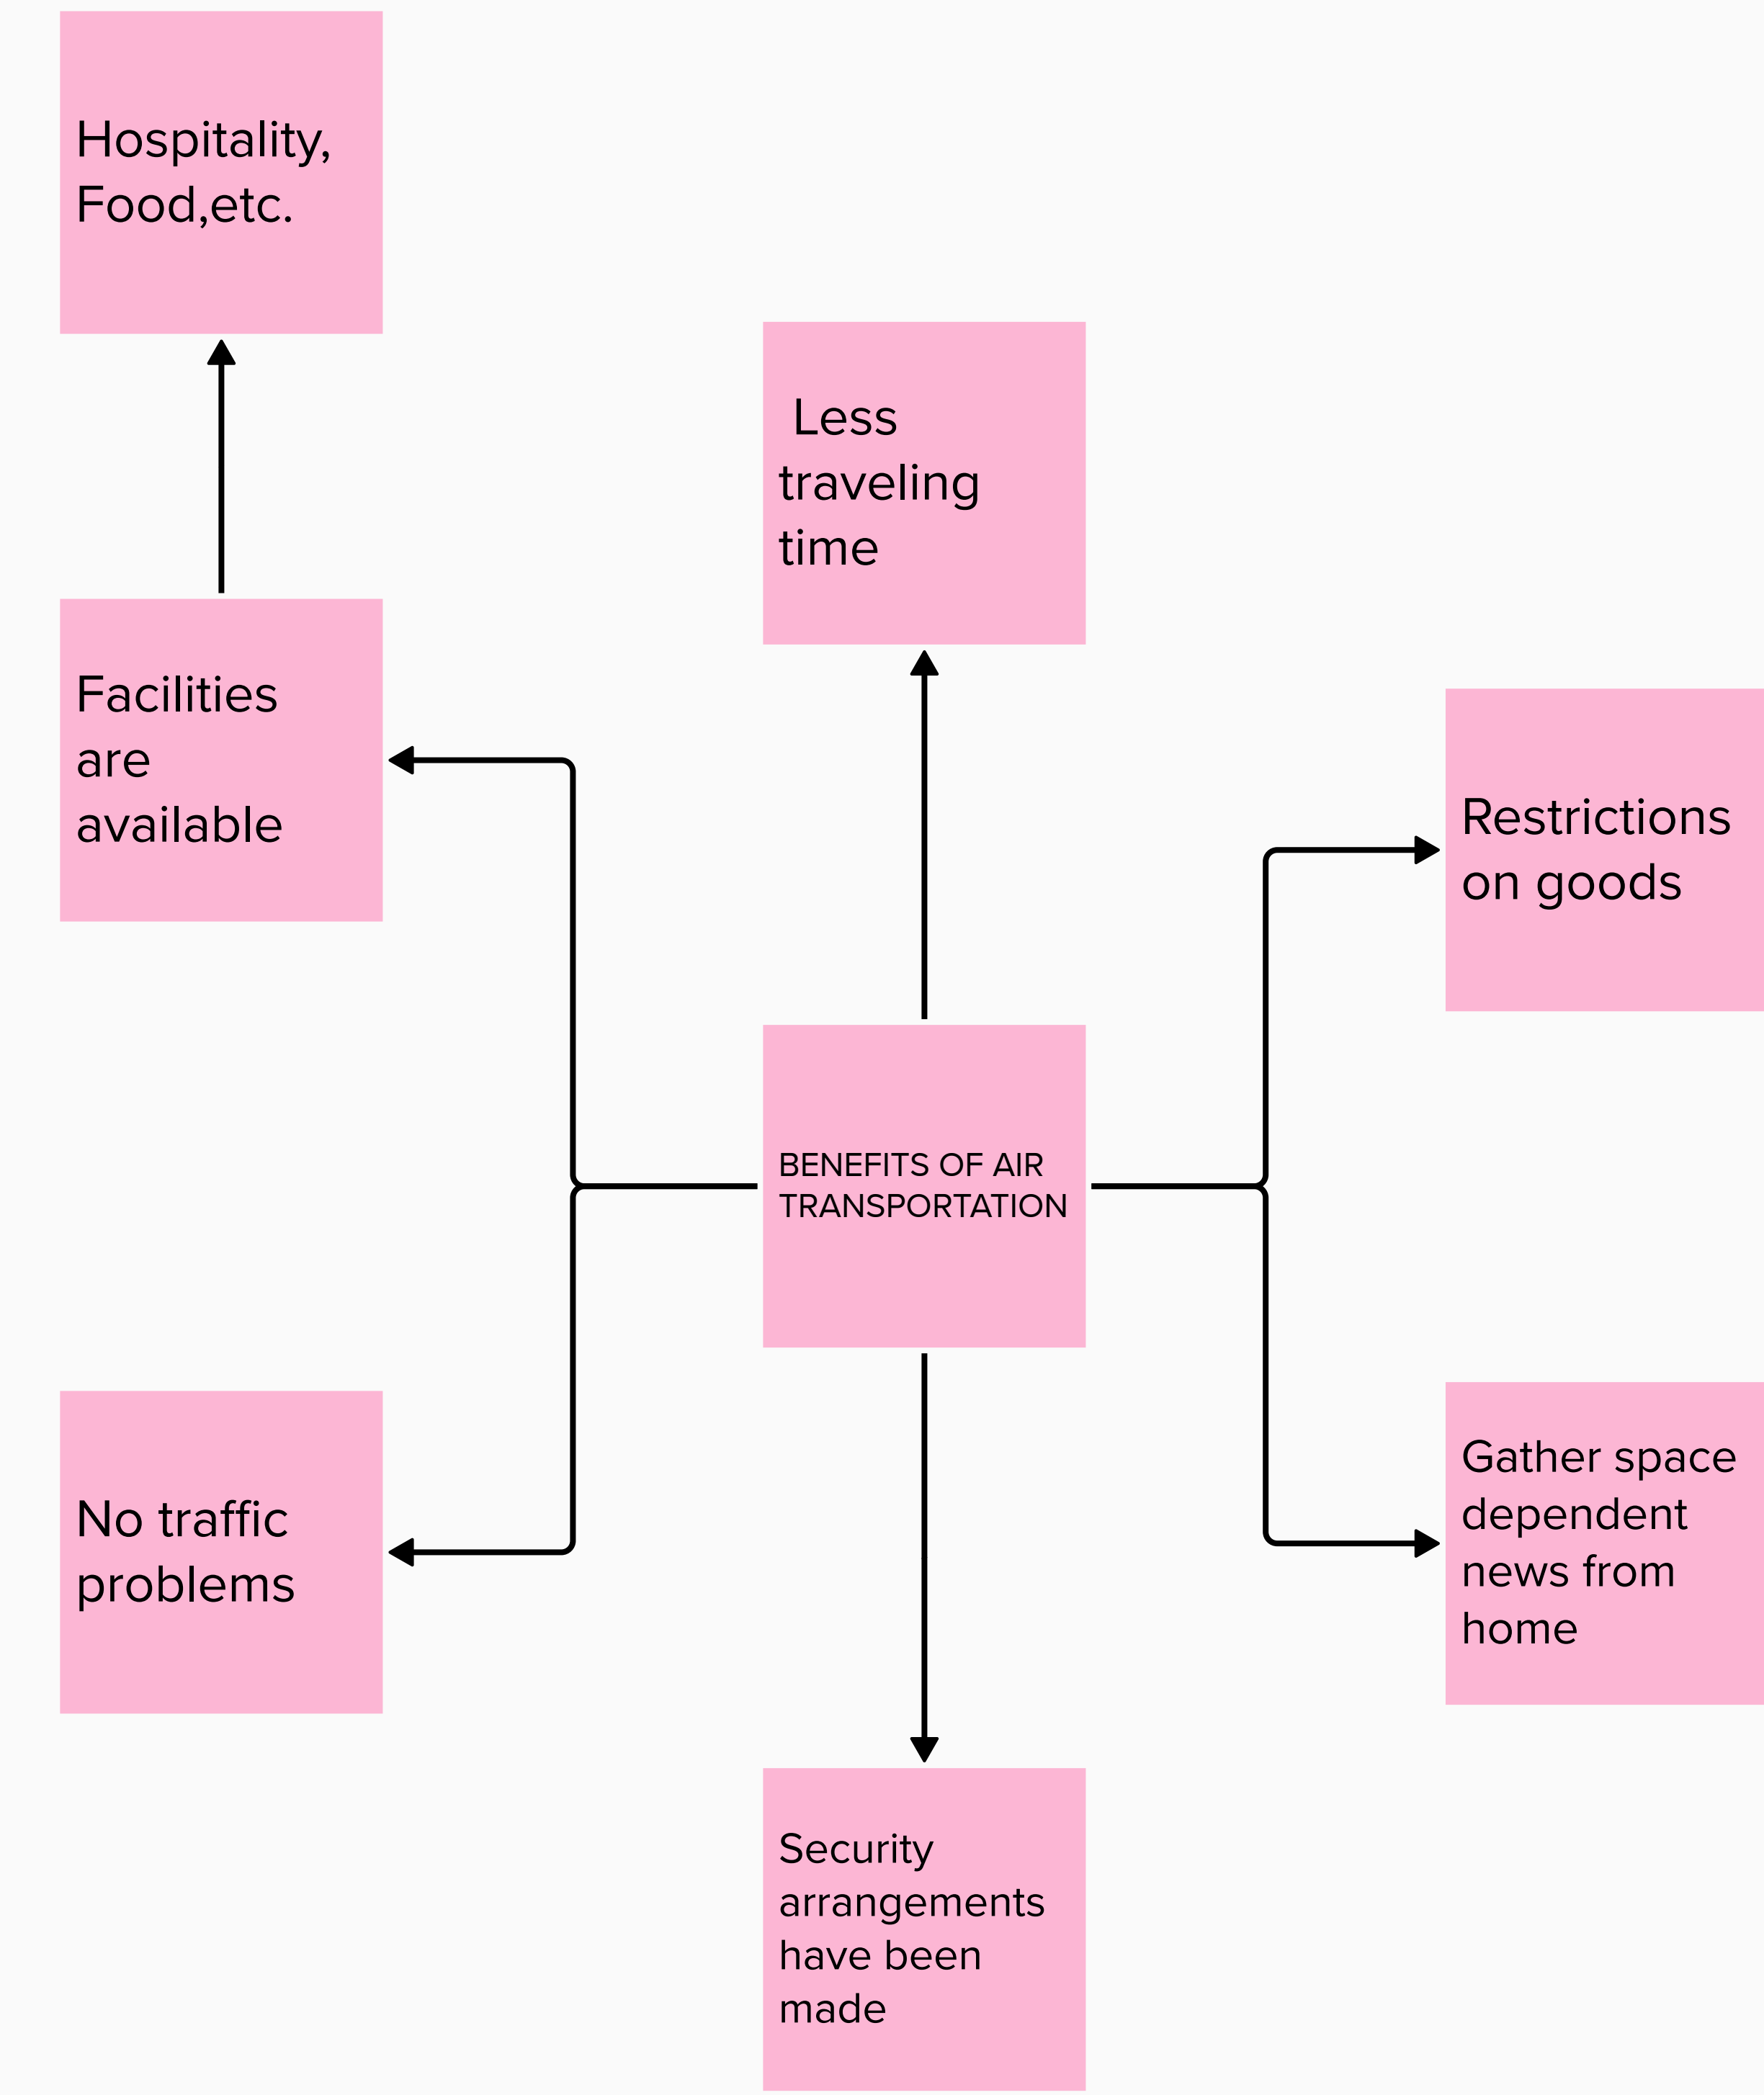 Hospitality,
Food,etc.
Less
traveling
time
Facilities
are
available
Restrictions
on goods
BENEFITS OF AIR
TRANSPORTATION
No traffic
problems
Gather space
dependent
news from
home
Security
arrangements
have been
made